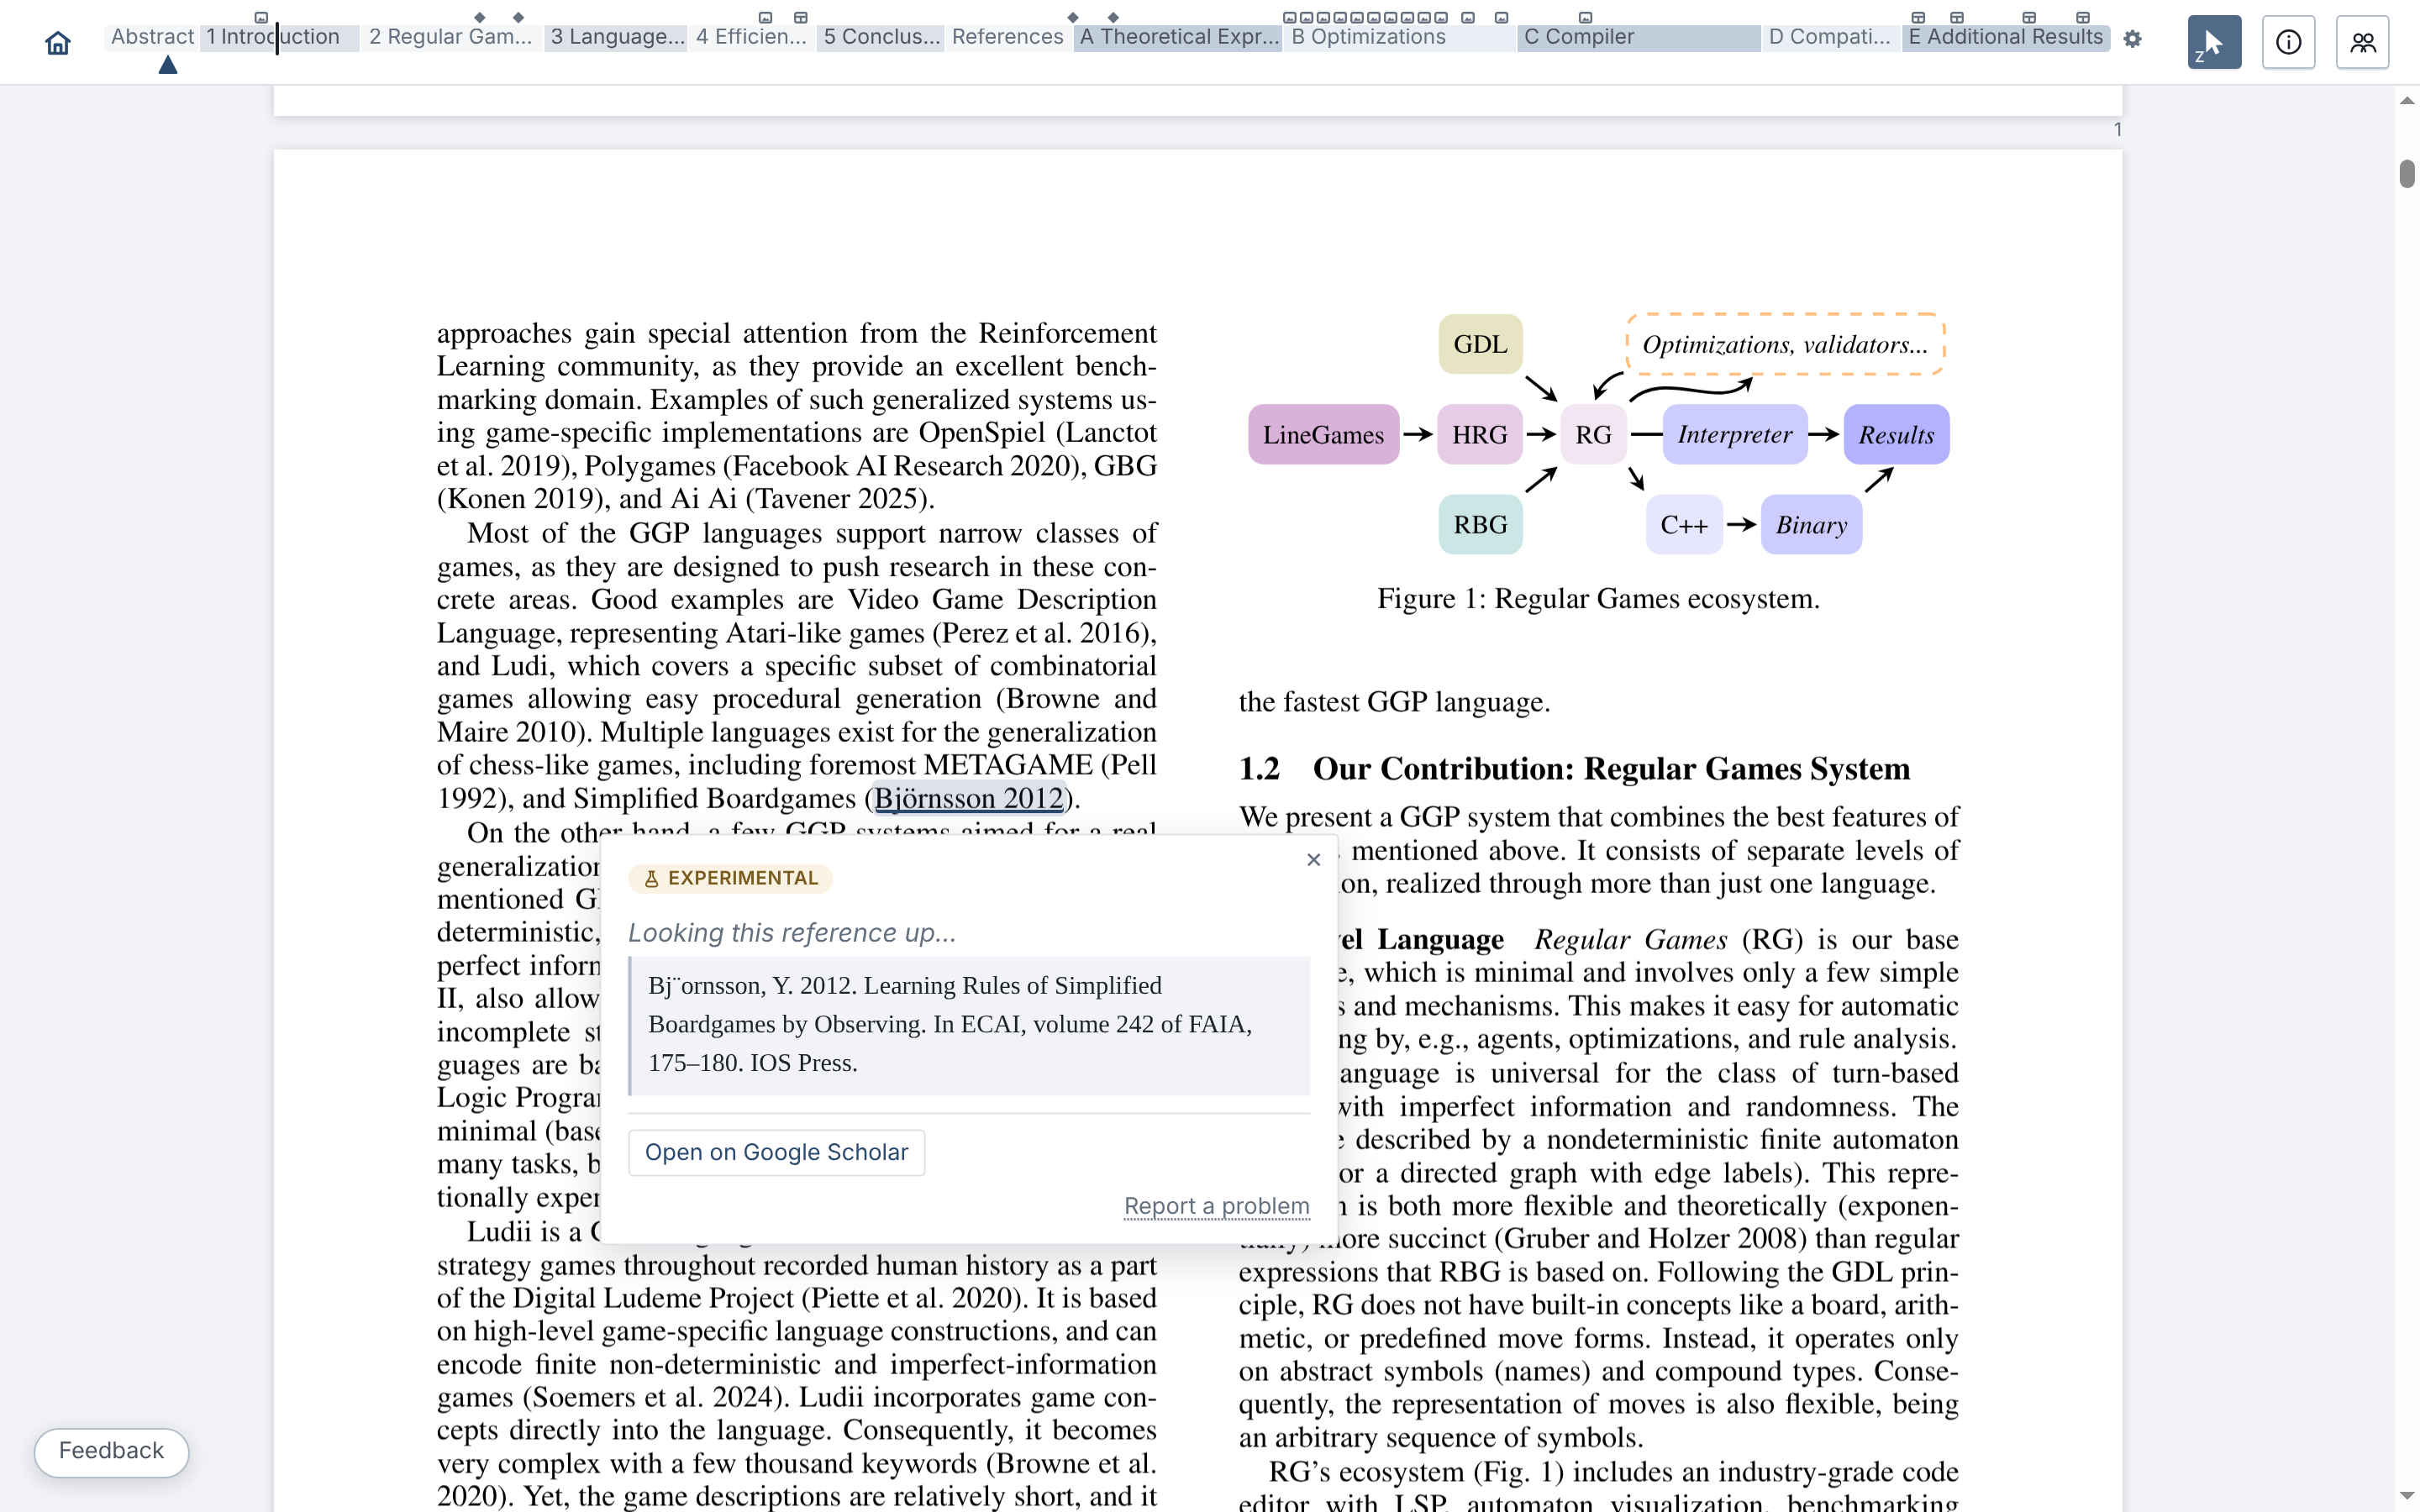 Abstract
1 Introduction
2 Regular Gam...
3 Language...
4 Efficien...
5 Conclus...
References
A Theoretical Expr...
B Optimizations
C Compiler
D Compati...
E Additional Results
Z
1
approaches gain special attention from the Reinforcement
Learning community, as they provide an excellent bench-
marking domain. Examples of such generalized systems us-
ing game-specific implementations are OpenSpiel (Lanctot
et al. 2019), Polygames (Facebook AI Research 2020), GBG
(Konen 2019), and Ai Ai (Tavener 2025).
Most of the GGP languages support narrow classes of
games, as they are designed to push research in these con-
crete areas. Good examples are Video Game Description
Language, representing Atari-like games (Perez et al. 2016),
and Ludi, which covers a specific subset of combinatorial
games allowing easy procedural generation (Browne and
Maire 2010). Multiple languages exist for the generalization
of chess-like games, including foremost METAGAME (Pell
1992), and Simplified Boardgames (Björnsson 2012).
On the other hand, a few GGP systems aimed for a real
generalization
mentioned G
deterministic,
perfect inform
II, also allow
incomplete st
guages are ba
Logic Program
minimal (base
many tasks, b
tionally exper
Ludii is a G
strategy games throughout recorded human history as a part
of the Digital Ludeme Project (Piette et al. 2020). It is based
on high-level game-specific language constructions, and can
encode finite non-deterministic and imperfect-information
games (Soemers et al. 2024). Ludii incorporates game con-
cepts directly into the language. Consequently, it becomes
very complex with a few thousand keywords (Browne et al.
2020). Yet, the game descriptions are relatively short, and it
EXPERIMENTAL
Looking this reference up...
Bj¨ornsson, Y. 2012. Learning Rules of Simplified
Boardgames by Observing. In ECAI, volume 242 of FAIA,
175–180. IOS Press.
Open on Google Scholar
Report a problem
GDL
Optimizations, validators...
LineGames
HRG
RG
Interpreter
Results
RBG
C++
Binary
Figure 1: Regular Games ecosystem.
the fastest GGP language.
1.2 Our Contribution: Regular Games System
We present a GGP system that combines the best features of
mentioned above. It consists of separate levels of
on, realized through more than just one language.
el Language Regular Games (RG) is our base
e, which is minimal and involves only a few simple
s and mechanisms. This makes it easy for automatic
ng by, e.g., agents, optimizations, and rule analysis.
anguage is universal for the class of turn-based
with imperfect information and randomness. The
e described by a nondeterministic finite automaton
or a directed graph with edge labels). This repre-
n is both more flexible and theoretically (exponen-
tially) more succinct (Gruber and Holzer 2008) than regular
expressions that RBG is based on. Following the GDL prin-
ciple, RG does not have built-in concepts like a board, arith-
metic, or predefined move forms. Instead, it operates only
on abstract symbols (names) and compound types. Conse-
quently, the representation of moves is also flexible, being
an arbitrary sequence of symbols.
RG's ecosystem (Fig. 1) includes an industry-grade code
editor with LSP, automaton visualization, benchmarking
Feedback